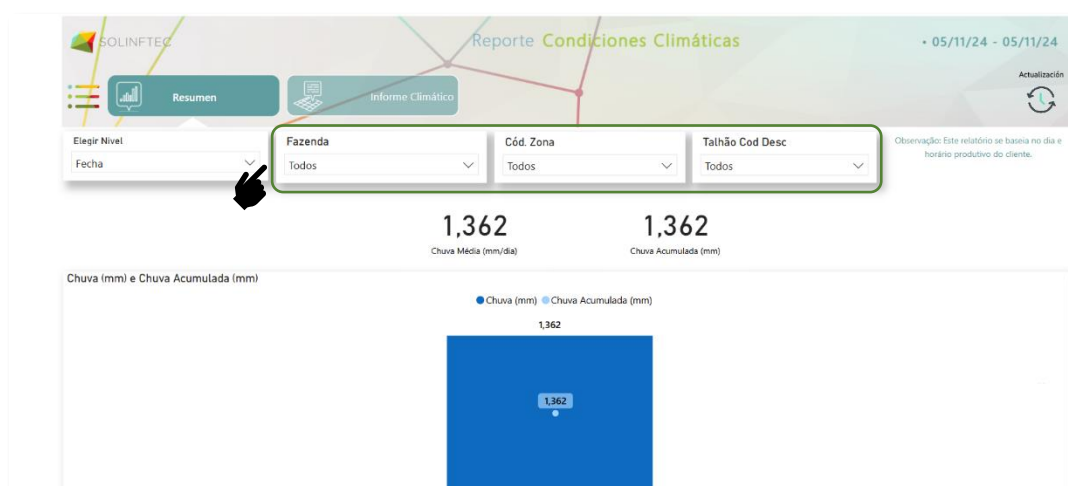 SOLINFTEC
Reporte Condiciones Climáticas
• 05/11/24 - 05/11/24
Actualización
Resumen
Informe Climático
Elegir Nivel
Fecha
Fazenda
Todos
Cód. Zona
Todos
Talhão Cod Desc
Todos
Observação: Este relatório se baseia no dia e
horário produtivo do cliente.
1,362
Chuva Média (mm/dia)
1,362
Chuva Acumulada (mm)
Chuva (mm) e Chuva Acumulada (mm)
Chuva (mm) Chuva Acumulada (mm)
1,362
1,362